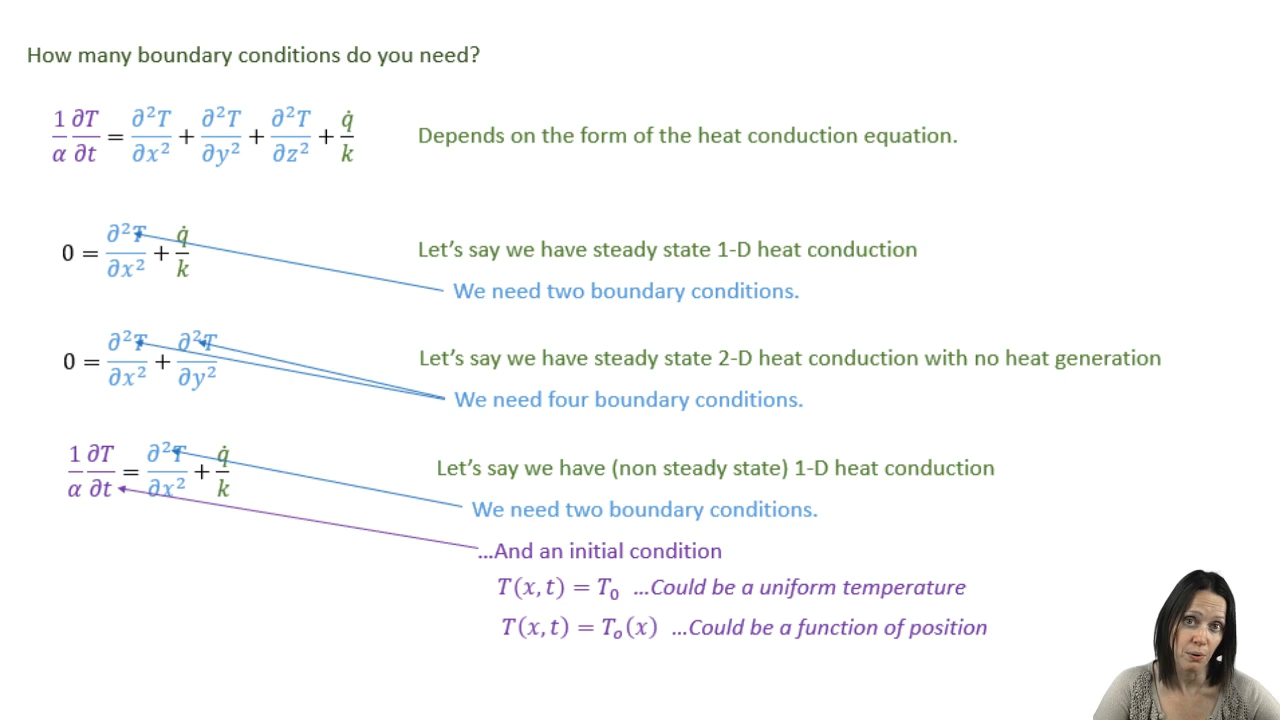 How many boundary conditions do you need?
1/α ∂T/∂t = ∂²T/∂x² + ∂²T/∂y² + ∂²T/∂z² + q̇/k Depends on the form of the heat conduction equation.
0 = ∂²T/∂x² + q̇/k Let's say we have steady state 1-D heat conduction
We need two boundary conditions.
0 = ∂²T/∂x² + ∂²T/∂y² Let's say we have steady state 2-D heat conduction with no heat generation
We need four boundary conditions.
1/α ∂T/∂t = ∂²T/∂x² + q̇/k Let's say we have (non steady state) 1-D heat conduction
We need two boundary conditions.
...And an initial condition
T(x, t) = T₀ ...Could be a uniform temperature
T(x, t) = Tₒ(x) ...Could be a function of position